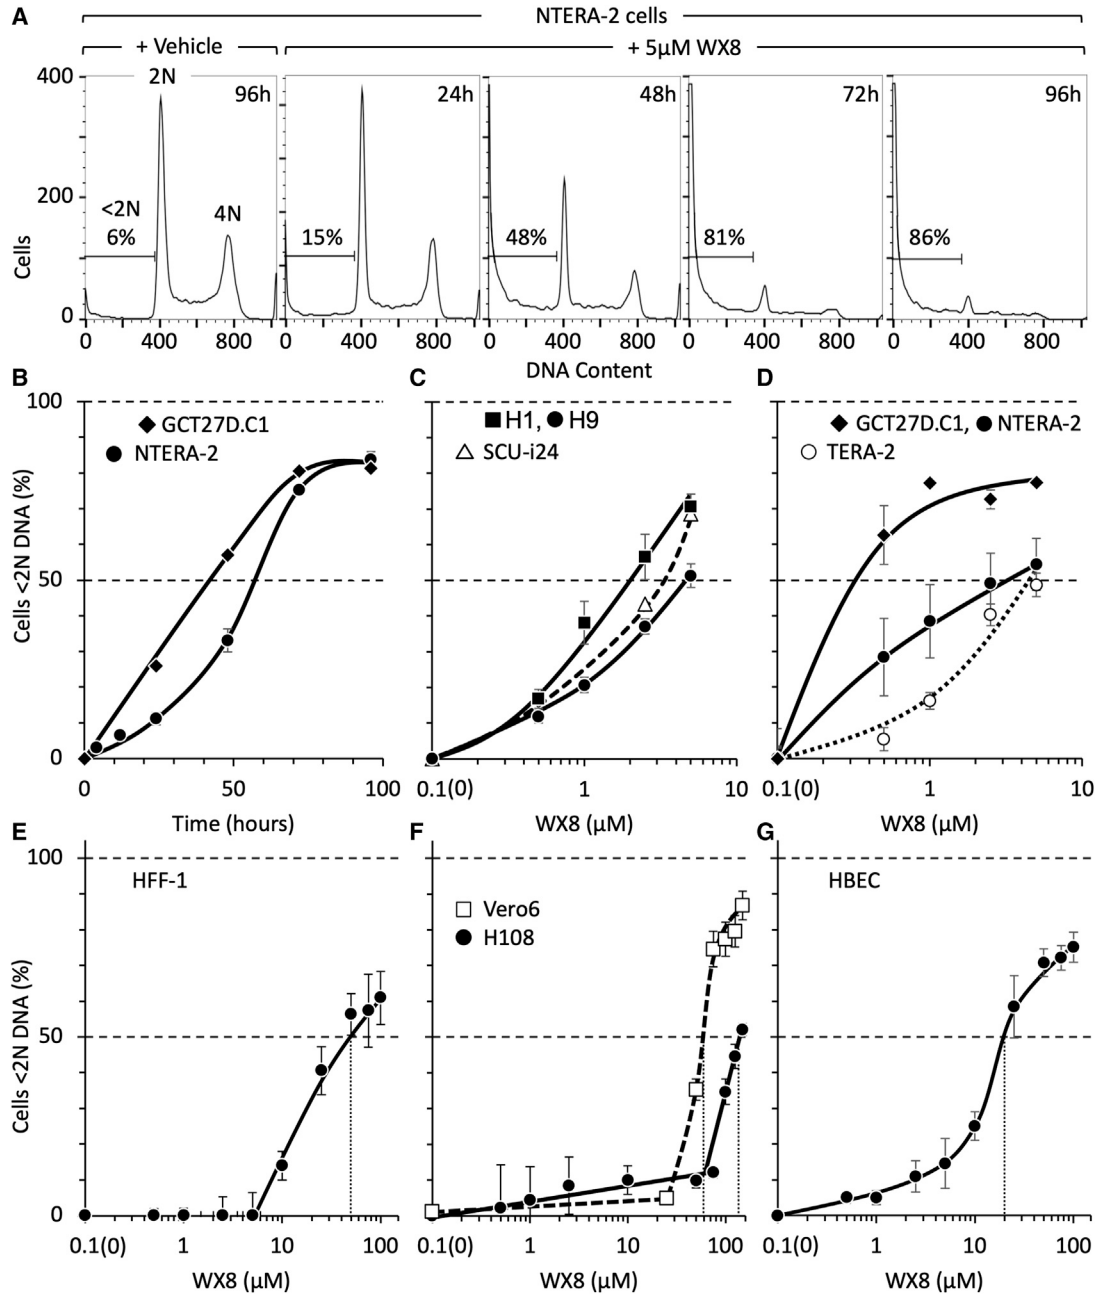 A
NTERA-2 cells
+ Vehicle
+ 5µM WX8
400
200
0
Cells
2N
96h
<2N
6%
4N
24h
15%
48h
48%
72h
81%
96h
86%
0 400 800 0 400 800 0 400 800 0 400 800 0 400 800
DNA Content
B
100
50
0
Cells <2N DNA (%)
GCT27D.C1
NTERA-2
0 50 100
Time (hours)
C
H1, H9
SCU-i24
0.1(0) 1 10
WX8 (µM)
D
GCT27D.C1, NTERA-2
TERA-2
0.1(0) 1 10
WX8 (µM)
E
100
50
0
Cells <2N DNA (%)
HFF-1
0.1(0) 1 10 100
WX8 (µM)
F
Vero6
H108
0.1(0) 1 10 100
WX8 (µM)
G
HBEC
0.1(0) 1 10 100
WX8 (µM)